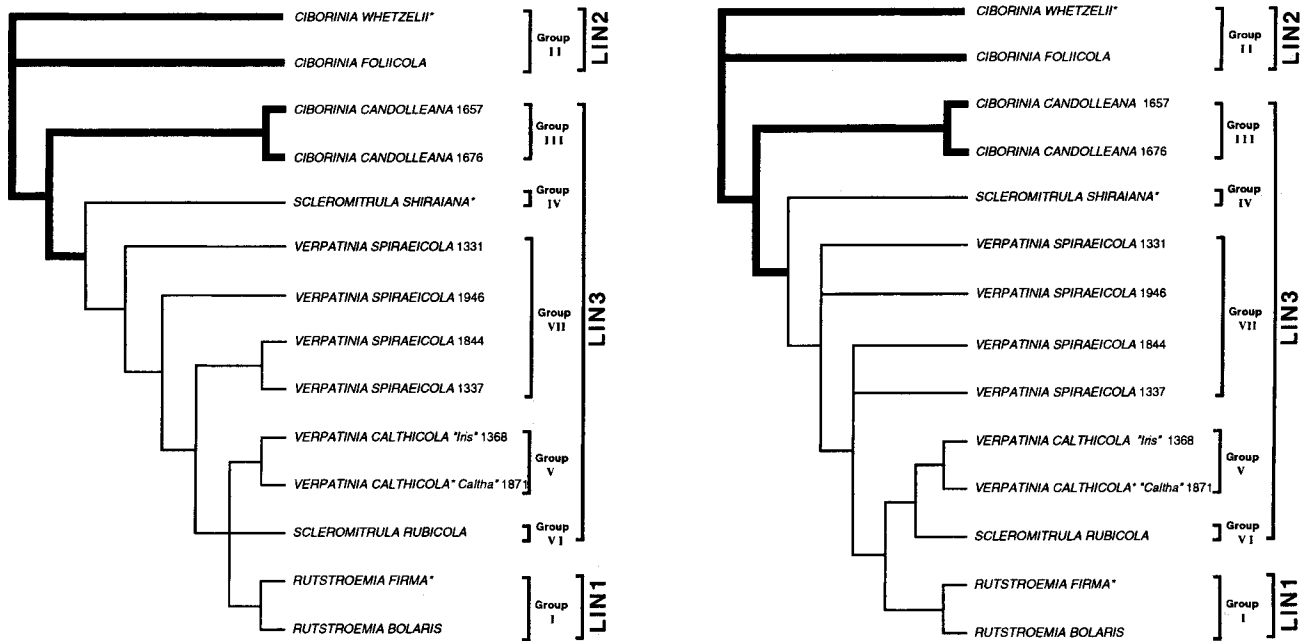 CIBORINIA WHETZELII*
Group
II
LIN2
CIBORINIA FOLIICOLA
CIBORINIA CANDOLLEANA 1657
Group
III
CIBORINIA CANDOLLEANA 1676
SCLEROMITRULA SHIRAIANA*
Group
IV
VERPATINIA SPIRAEICOLA 1331
VERPATINIA SPIRAEICOLA 1946
Group
VII
LIN3
VERPATINIA SPIRAEICOLA 1844
VERPATINIA SPIRAEICOLA 1337
VERPATINIA CALTHICOLA "Iris" 1368
Group
V
VERPATINIA CALTHICOLA* Caltha" 1871
SCLEROMITRULA RUBICOLA
Group
VI
RUTSTROEMIA FIRMA*
Group
I
LIN1
RUTSTROEMIA BOLARIS
CIBORINIA WHETZELII*
Group
II
LIN2
CIBORINIA FOLIICOLA
CIBORINIA CANDOLLEANA 1657
Group
III
CIBORINIA CANDOLLEANA 1676
SCLEROMITRULA SHIRAIANA*
Group
IV
VERPATINIA SPIRAEICOLA 1331
VERPATINIA SPIRAEICOLA 1946
Group
VII
LIN3
VERPATINIA SPIRAEICOLA 1844
VERPATINIA SPIRAEICOLA 1337
VERPATINIA CALTHICOLA "Iris" 1368
Group
V
VERPATINIA CALTHICOLA* "Caltha" 1871
SCLEROMITRULA RUBICOLA
Group
VI
RUTSTROEMIA FIRMA*
Group
I
LIN1
RUTSTROEMIA BOLARIS